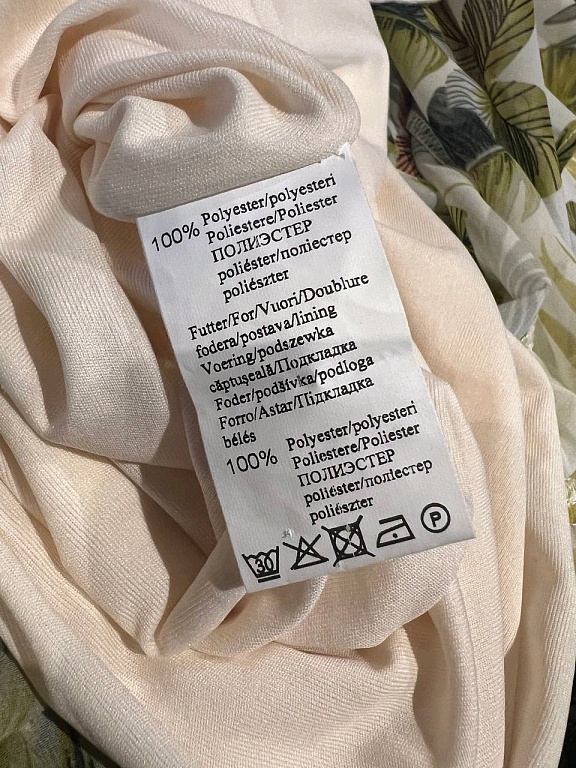 100% Polyester/polyesteri
Poliestere/Poliester
ПОЛИЭСТЕР
poliéster/поліестер
poliészter
Futter/For/Vuori/Doublure
fodera/postava/lining
Voering/podszewka
căptuşeală/Подкладка
Foder/podšívka/podloga
Forro/Astar/Підкладка
bélés
100% Polyester/polyesteri
Poliestere/Poliester
ПОЛИЭСТЕР
poliéster/поліестер
poliészter
30 P